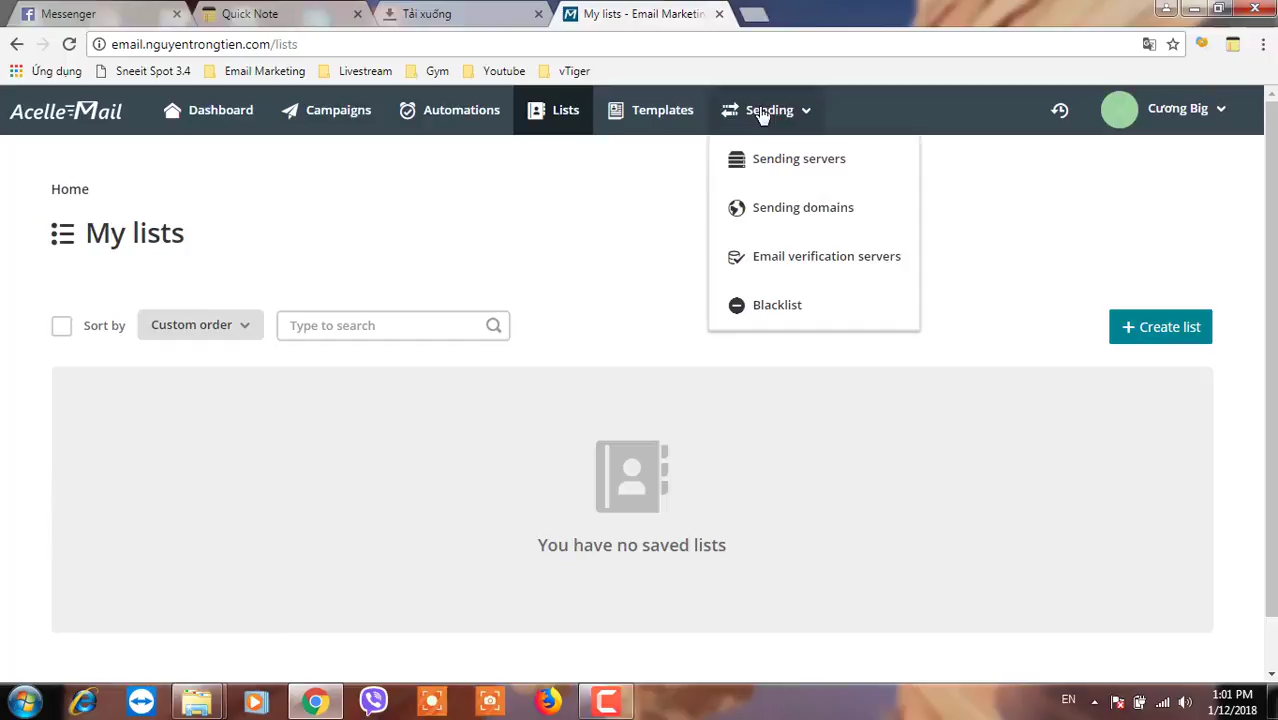 Messenger
Quick Note
Tải xuống
My lists - Email Marketin
email.nguyentrongtien.com/lists
Ứng dụng
Sneeit Spot 3.4
Email Marketing
Livestream
Gym
Youtube
vTiger
Acelle Mail
Dashboard
Campaigns
Automations
Lists
Templates
Sending
Cương Big
Sending servers
Sending domains
Email verification servers
Blacklist
Home
My lists
Sort by
Custom order
Type to search
+ Create list
You have no saved lists
EN
1:01 PM
1/12/2018